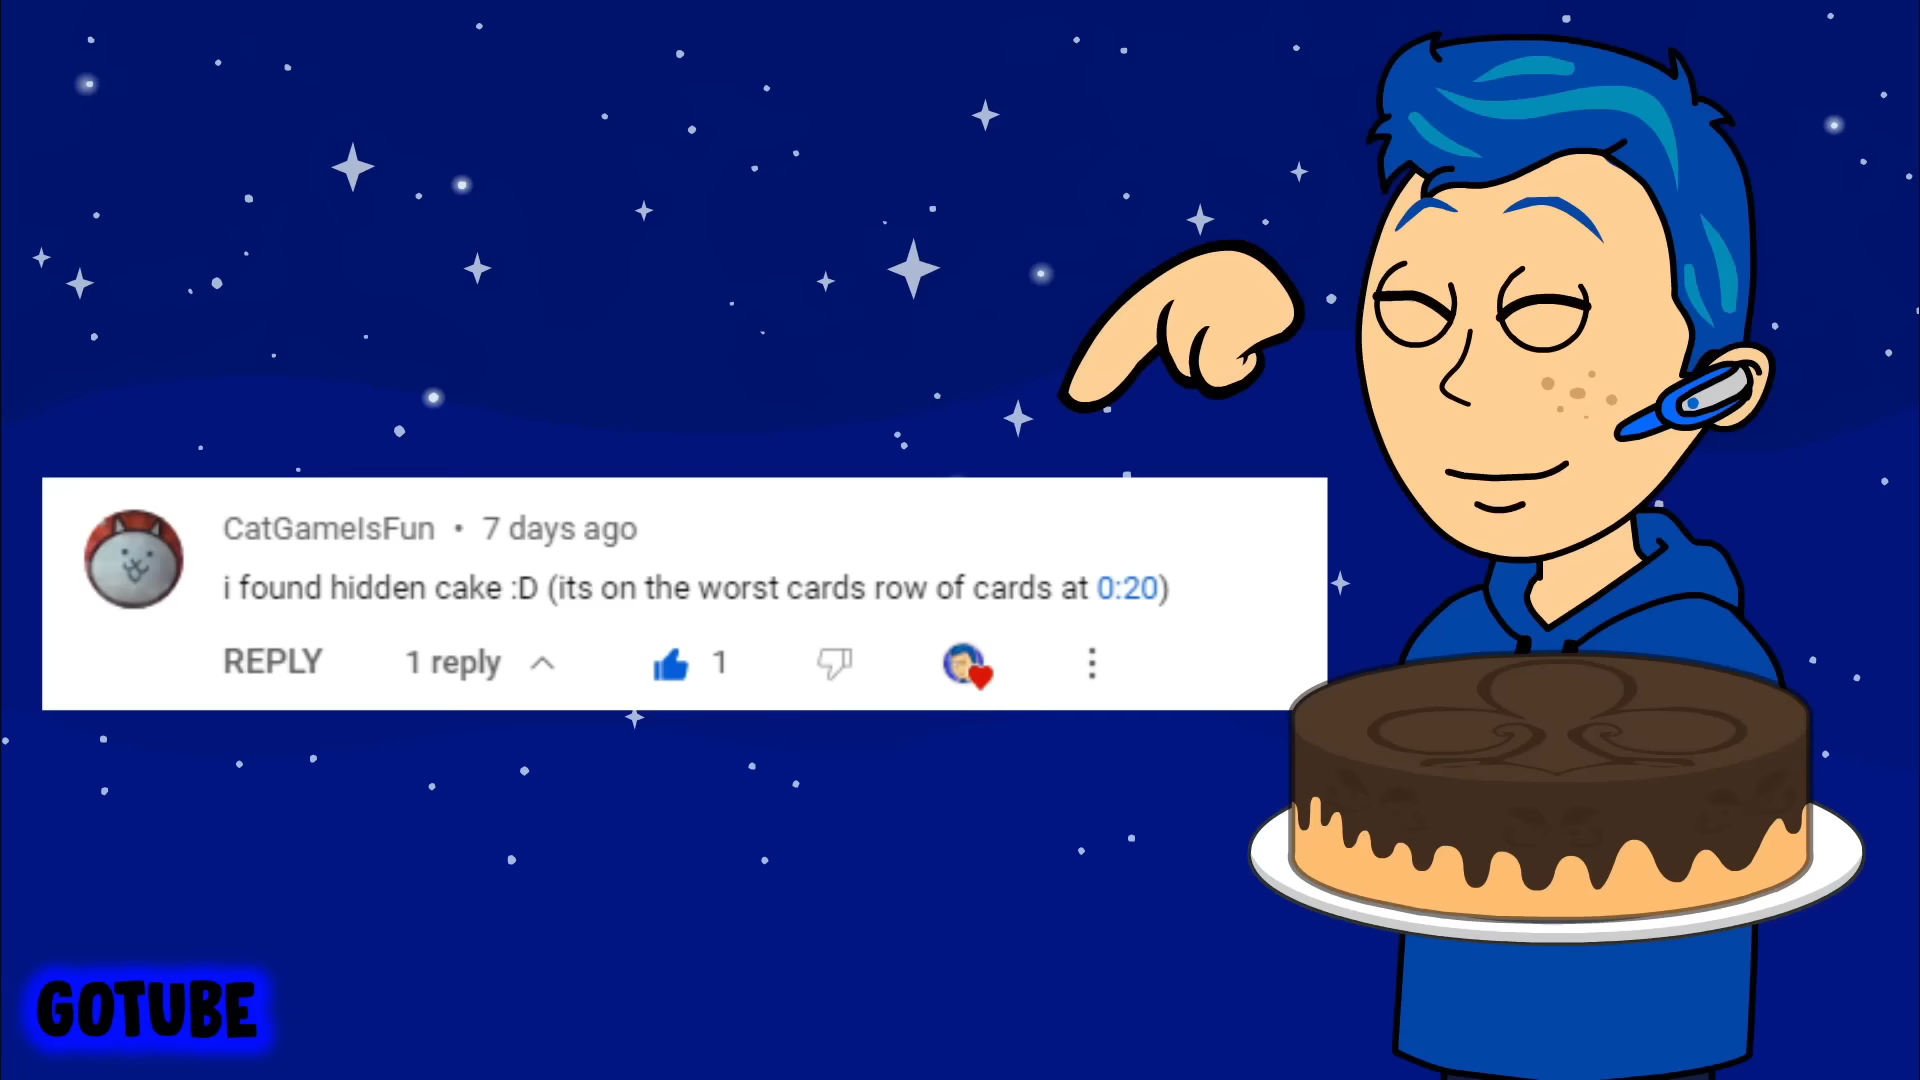 CatGameIsFun • 7 days ago
i found hidden cake :D (its on the worst cards row of cards at 0:20)
REPLY 1 reply 1
GOTUBE